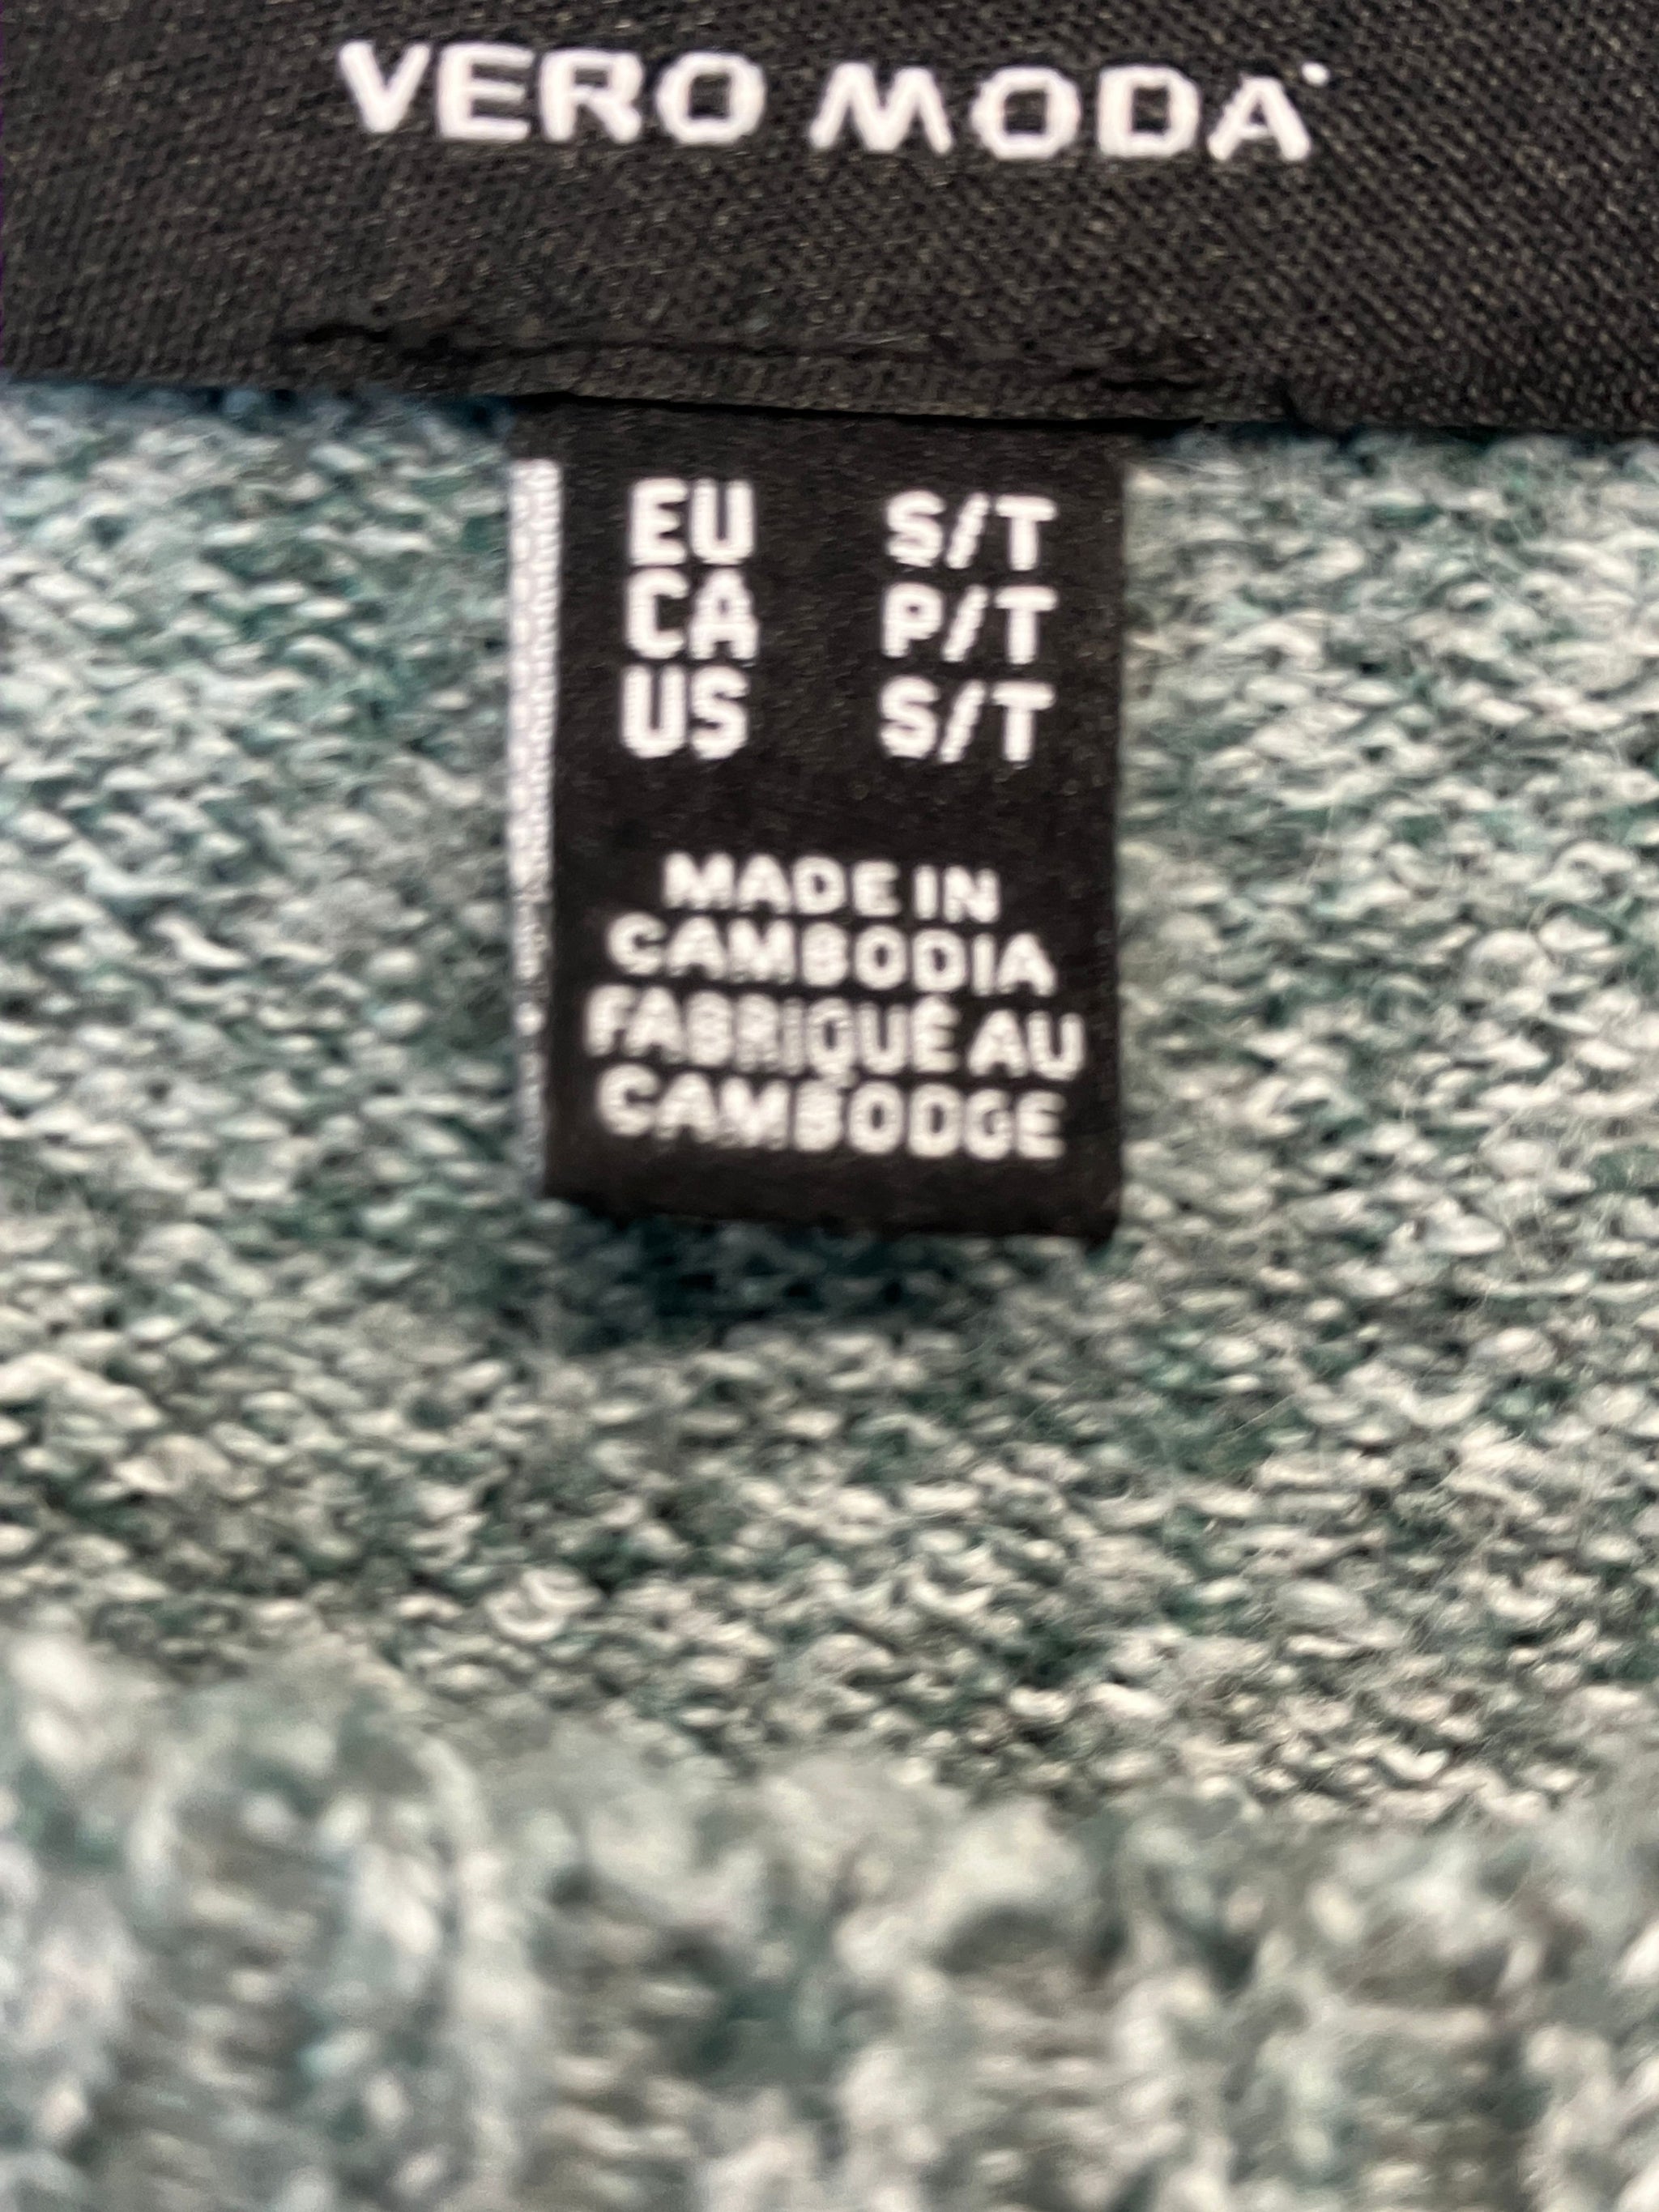 VERO MODA
EU S/T
CA P/T
US S/T
MADE IN
CAMBODIA
FABRIQUÉ AU
CAMBODGE